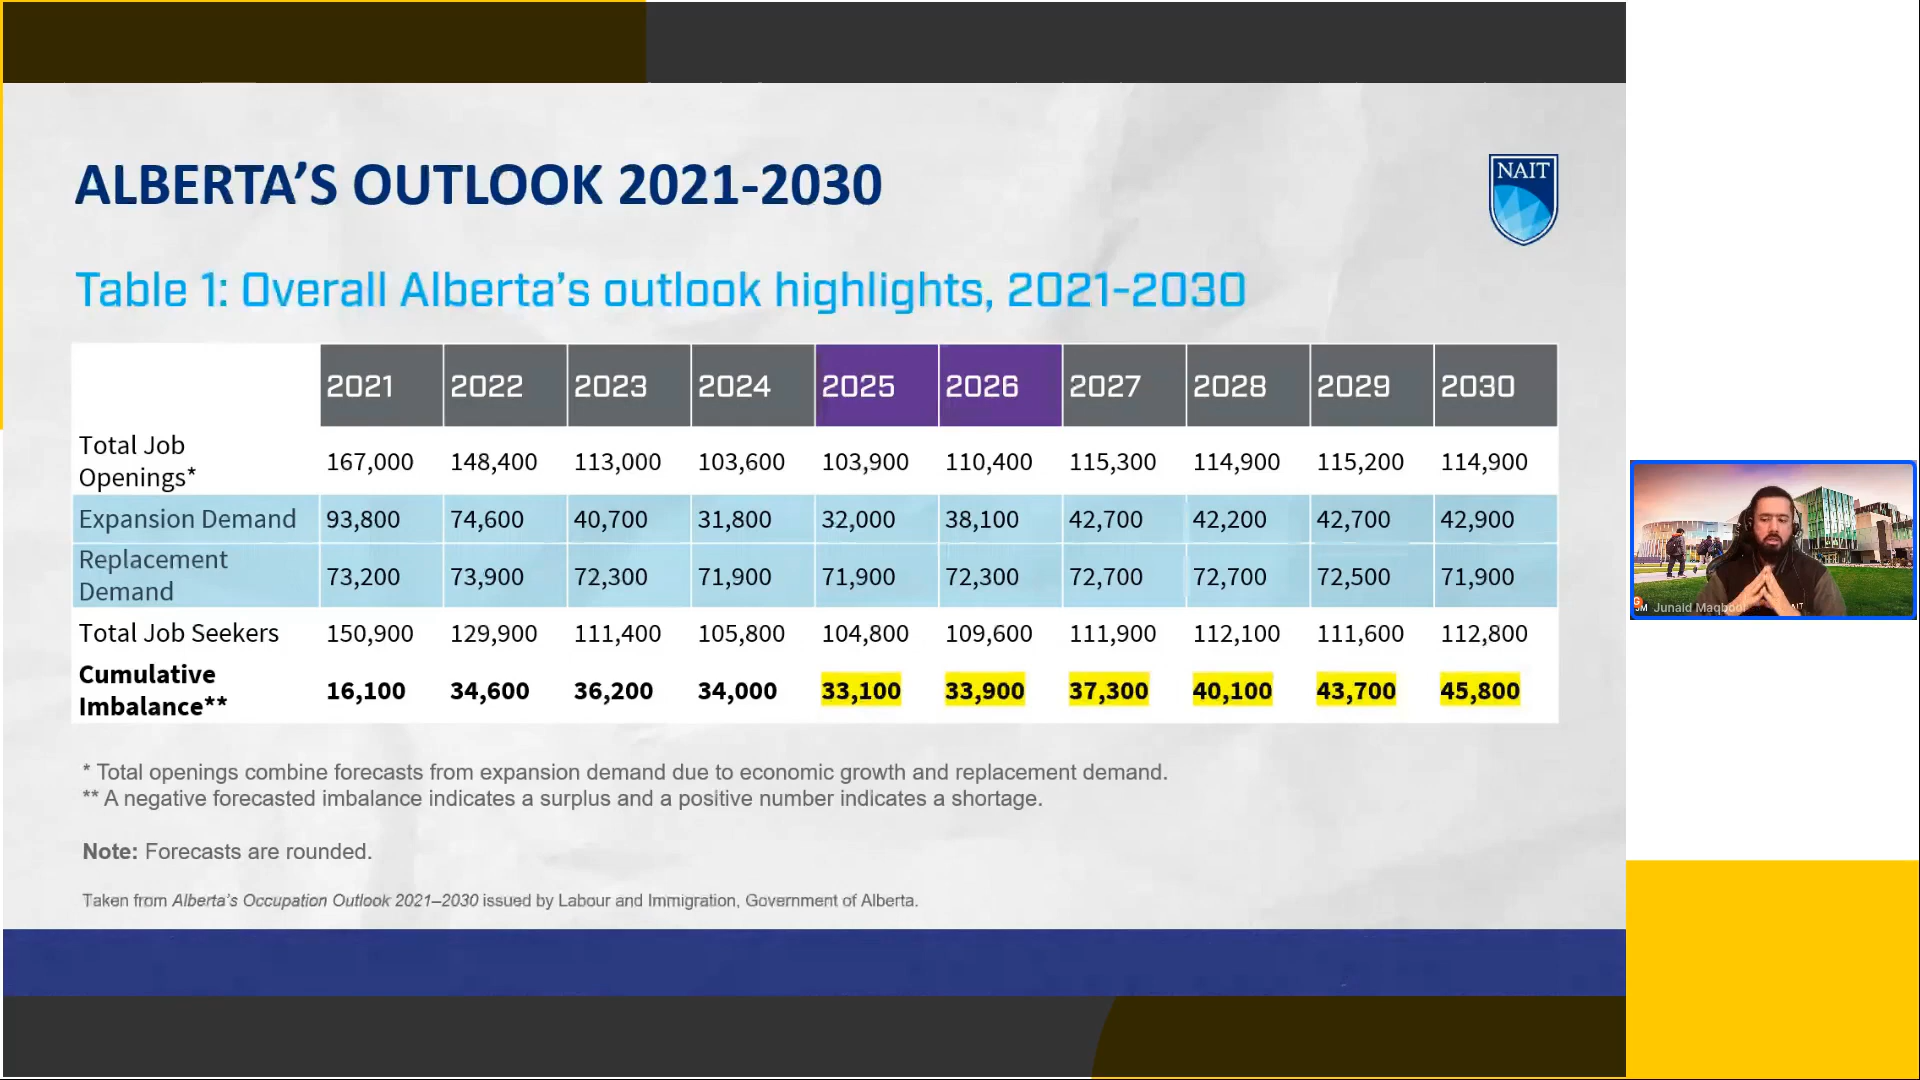 ALBERTA’S OUTLOOK 2021-2030
NAIT
Table 1: Overall Alberta’s outlook highlights, 2021-2030
2021 2022 2023 2024 2025 2026 2027 2028 2029 2030
Total Job
Openings* 167,000 148,400 113,000 103,600 103,900 110,400 115,300 114,900 115,200 114,900
Expansion Demand 93,800 74,600 40,700 31,800 32,000 38,100 42,700 42,200 42,700 42,900
Replacement
Demand 73,200 73,900 72,300 71,900 71,900 72,300 72,700 72,700 72,500 71,900
Total Job Seekers 150,900 129,900 111,400 105,800 104,800 109,600 111,900 112,100 111,600 112,800
Cumulative
Imbalance** 16,100 34,600 36,200 34,000 33,100 33,900 37,300 40,100 43,700 45,800
* Total openings combine forecasts from expansion demand due to economic growth and replacement demand.
** A negative forecasted imbalance indicates a surplus and a positive number indicates a shortage.
Note: Forecasts are rounded.
Taken from Alberta’s Occupation Outlook 2021–2030 issued by Labour and Immigration, Government of Alberta.
Junaid Maqbool